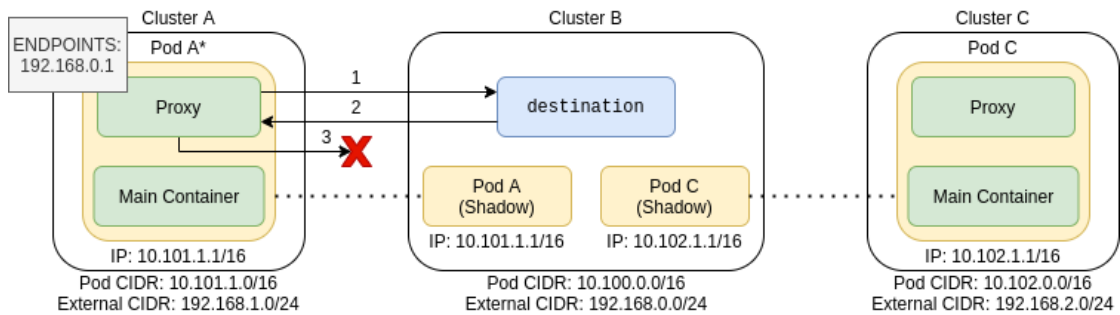 Cluster A
Cluster B
Cluster C
ENDPOINTS:
192.168.0.1
Pod A*
Pod C
Proxy
1
2
3
destination
Proxy
Main Container
Pod A
(Shadow)
Pod C
(Shadow)
Main Container
IP: 10.101.1.1/16
IP: 10.101.1.1/16
IP: 10.102.1.1/16
IP: 10.102.1.1/16
Pod CIDR: 10.101.1.0/16
External CIDR: 192.168.1.0/24
Pod CIDR: 10.100.0.0/16
External CIDR: 192.168.0.0/24
Pod CIDR: 10.102.0.0/16
External CIDR: 192.168.2.0/24